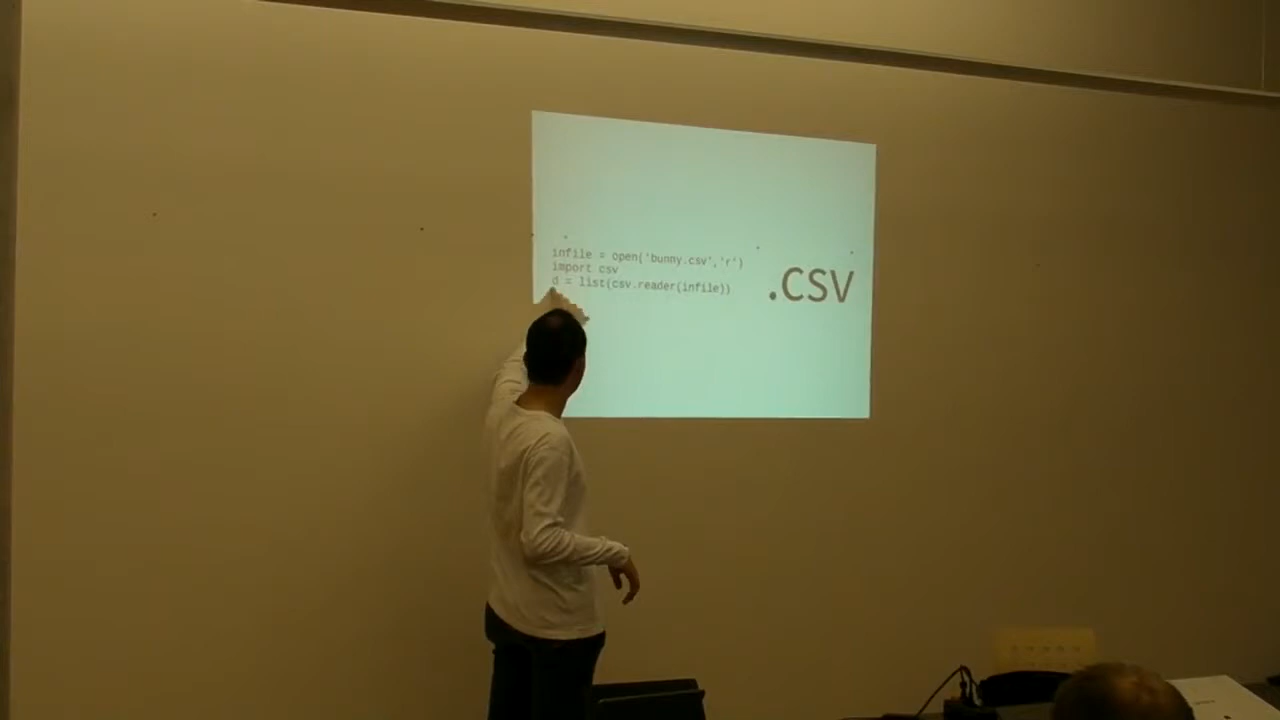 infile = open('bunny.csv','r')
import csv
d = list(csv.reader(infile))
.CSV